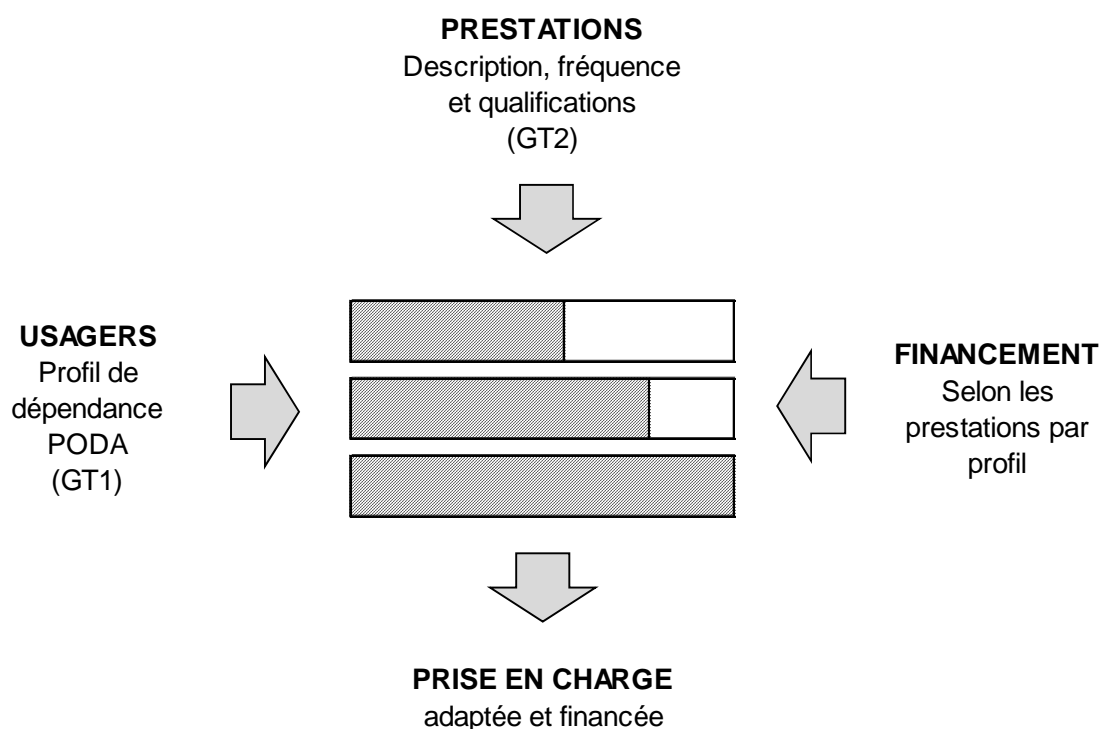 PRESTATIONS
Description, fréquence
et qualifications
(GT2)
USAGERS
Profil de
dépendance
PODA
(GT1)
FINANCEMENT
Selon les
prestations par
profil
PRISE EN CHARGE
adaptée et financée